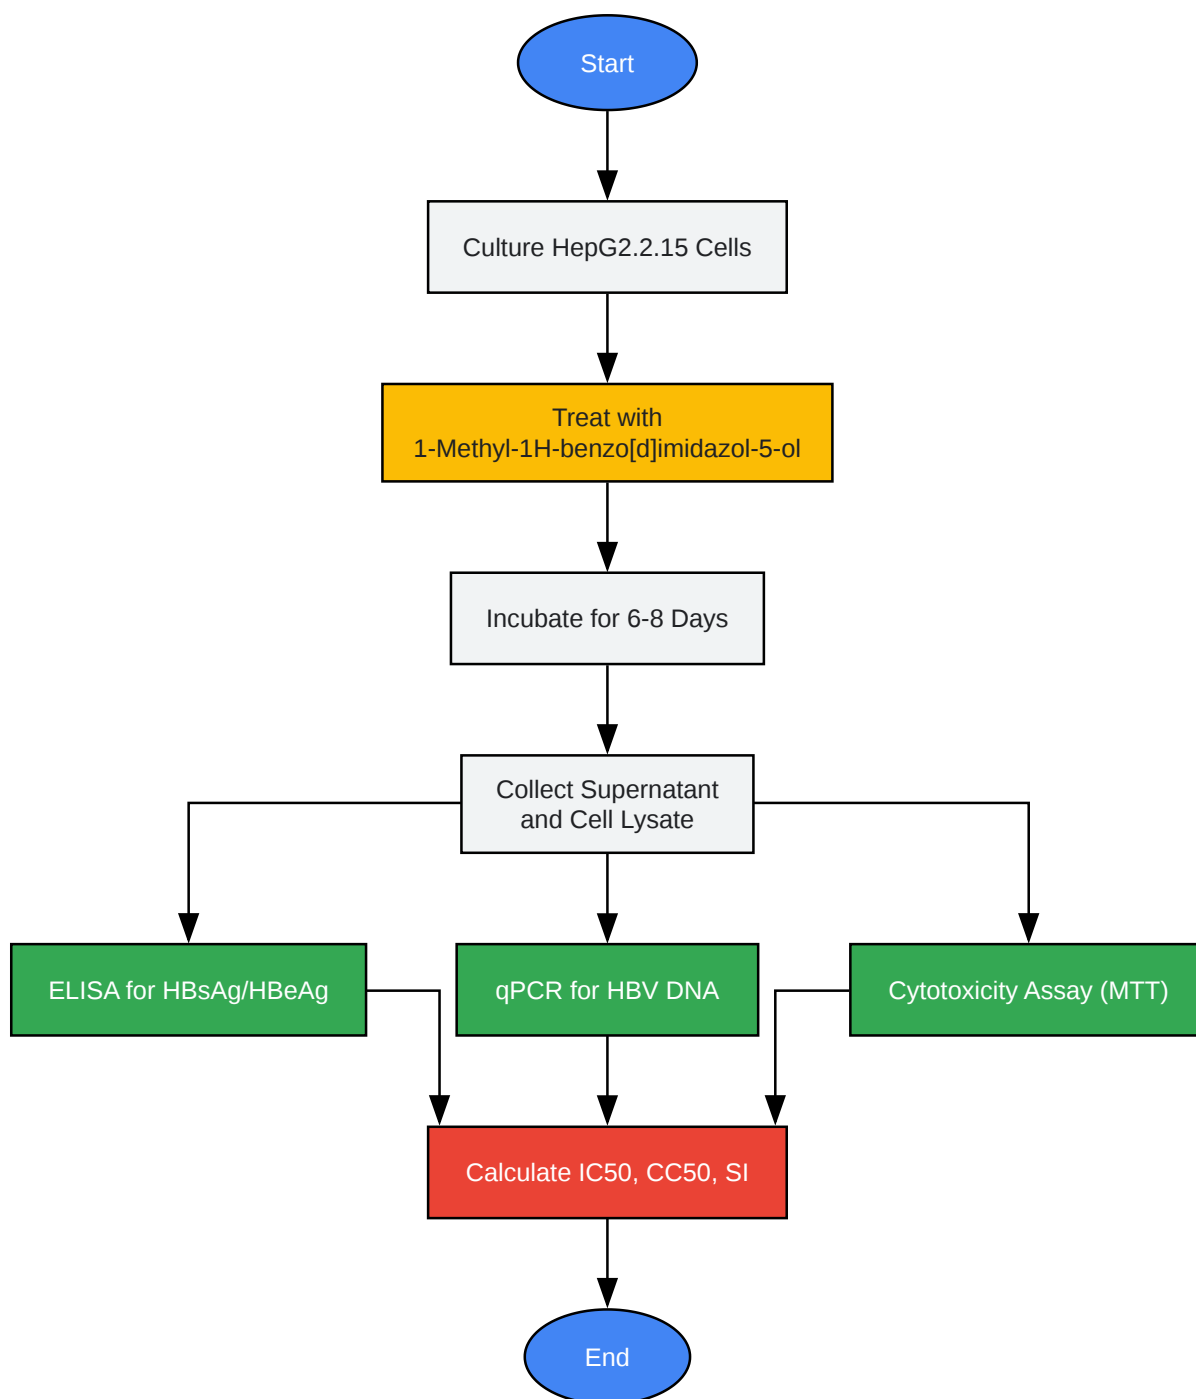 Start
Culture HepG2.2.15 Cells
Treat with
1-Methyl-1H-benzo[d]imidazol-5-ol
Incubate for 6-8 Days
Collect Supernatant
and Cell Lysate
ELISA for HBsAg/HBeAg
qPCR for HBV DNA
Cytotoxicity Assay (MTT)
Calculate IC50, CC50, SI
End